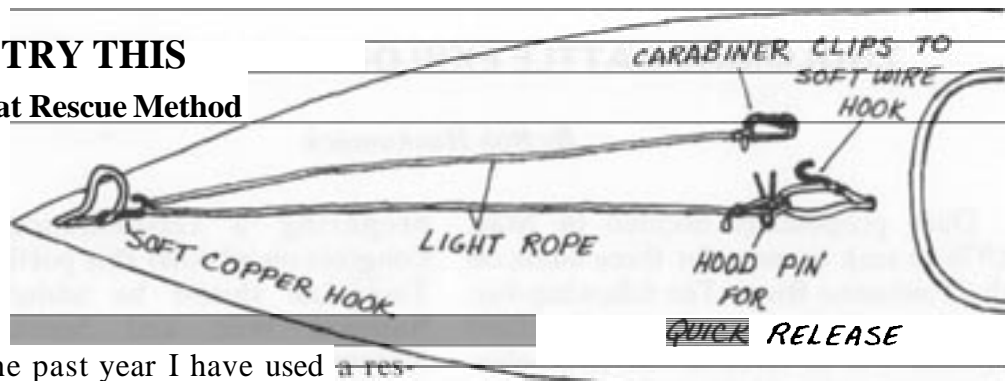 TRY THIS
at Rescue Method
CARABINER CLIPS TO
SOFT WIRE
HOOK
SOFT COPPER HOOK
LIGHT ROPE
HOOD PIN
FOR
QUICK RELEASE
ne past year I have used a res-